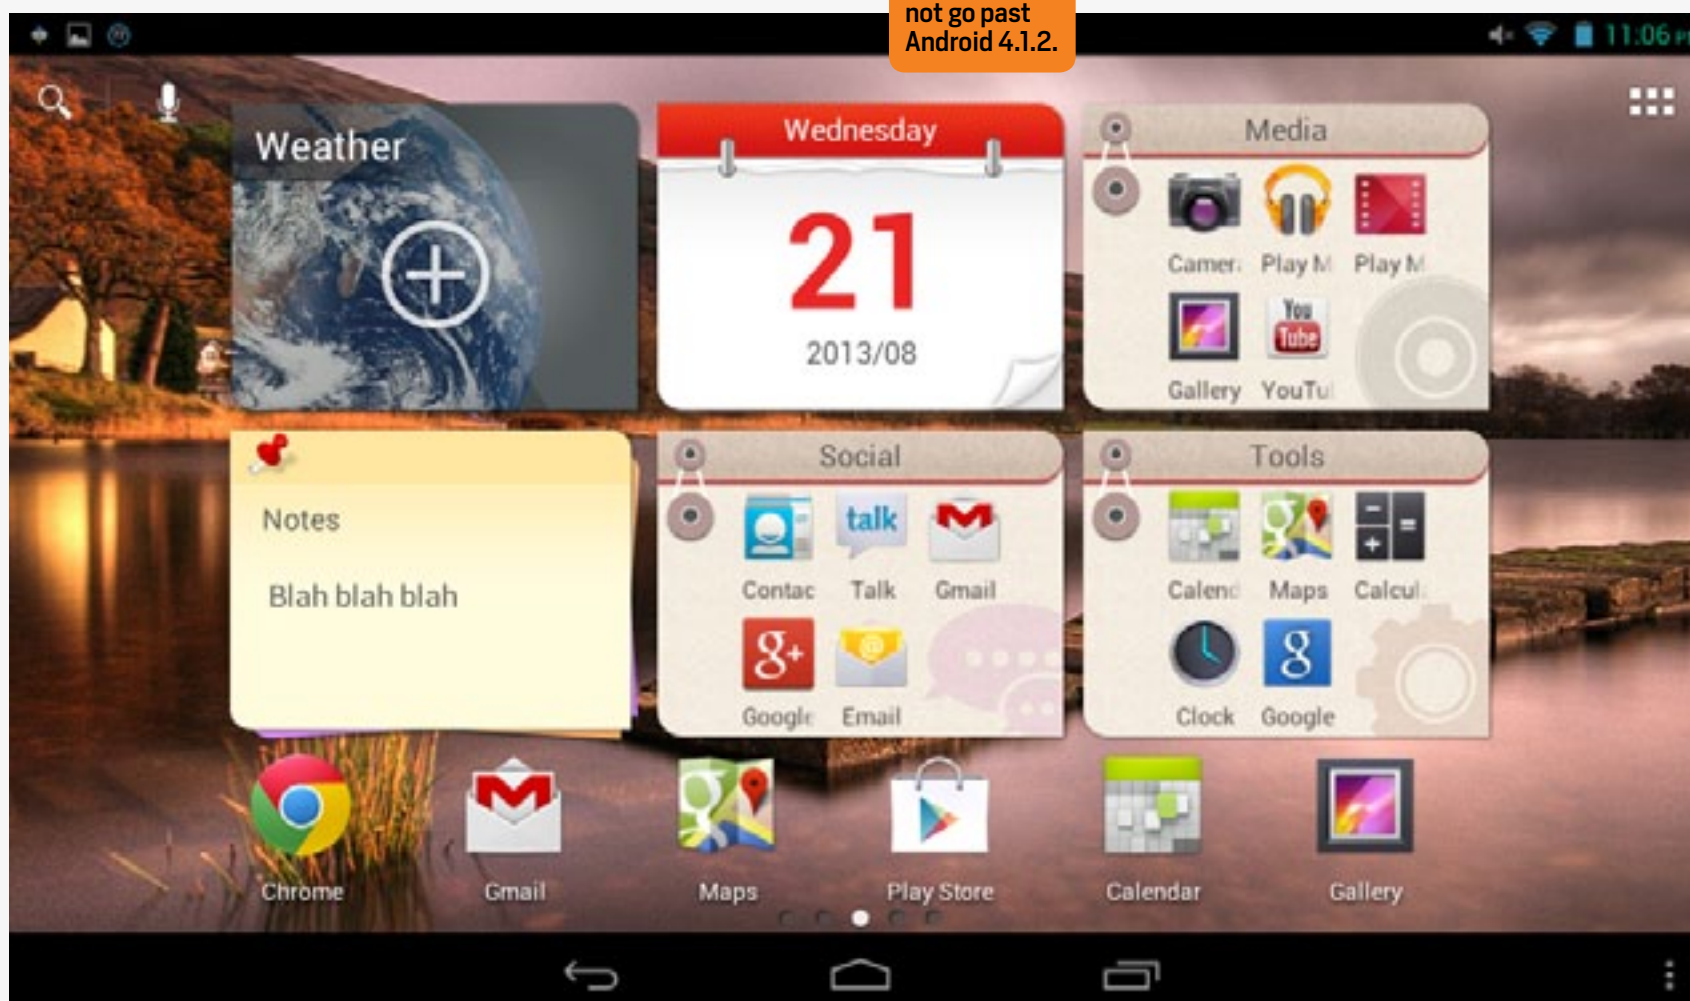 not go past
Android 4.1.2.
11:06
Weather
Wednesday
21
2013/08
Media
Camer
Play M
Play M
You
Tube
Gallery
YouTu
Notes
Blah blah blah
Social
talk
Contac
Talk
Gmail
g+
@
Google
Email
Tools
Calend
Maps
Calcul
g
Clock
Google
Chrome
Gmail
Maps
Play Store
Calendar
Gallery